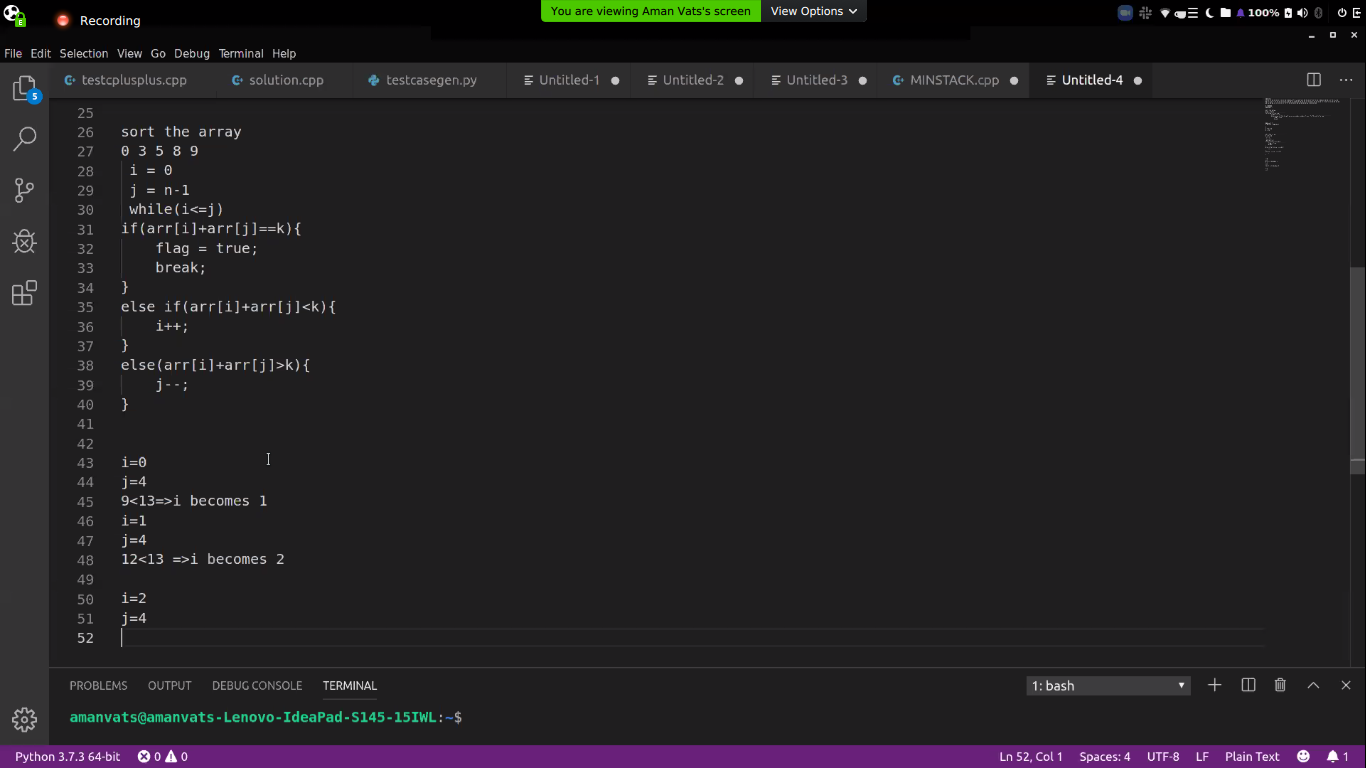 Recording
You are viewing Aman Vats's screen
View Options
100%
File Edit Selection View Go Debug Terminal Help
testcplusplus.cpp
solution.cpp
testcasegen.py
Untitled-1
Untitled-2
Untitled-3
MINSTACK.cpp
Untitled-4
5
25
26 sort the array
27 0 3 5 8 9
28 i = 0
29 j = n-1
30 while(i<=j)
31 if(arr[i]+arr[j]==k){
32 flag = true;
33 break;
34 }
35 else if(arr[i]+arr[j]<k){
36 i++;
37 }
38 else(arr[i]+arr[j]>k){
39 j--;
40 }
41
42
43 i=0
44 j=4
45 9<13=>i becomes 1
46 i=1
47 j=4
48 12<13 =>i becomes 2
49
50 i=2
51 j=4
52
PROBLEMS OUTPUT DEBUG CONSOLE TERMINAL
1: bash
amanvats@amanvats-Lenovo-IdeaPad-S145-15IWL:~$
Python 3.7.3 64-bit 0 0
Ln 52, Col 1 Spaces: 4 UTF-8 LF Plain Text 1